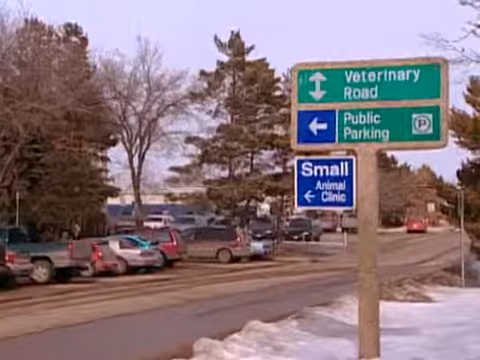 Veterinary
Road
Public
Parking
P
Small
Animal
Clinic